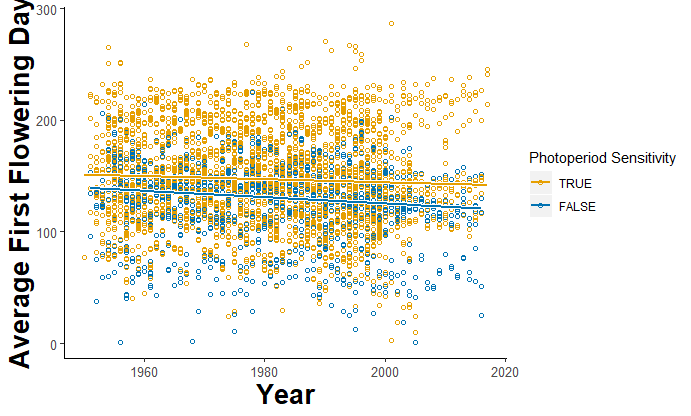 Average First Flowering Day
300
200
100
0
1960
1980
2000
2020
Year
Photoperiod Sensitivity
TRUE
FALSE